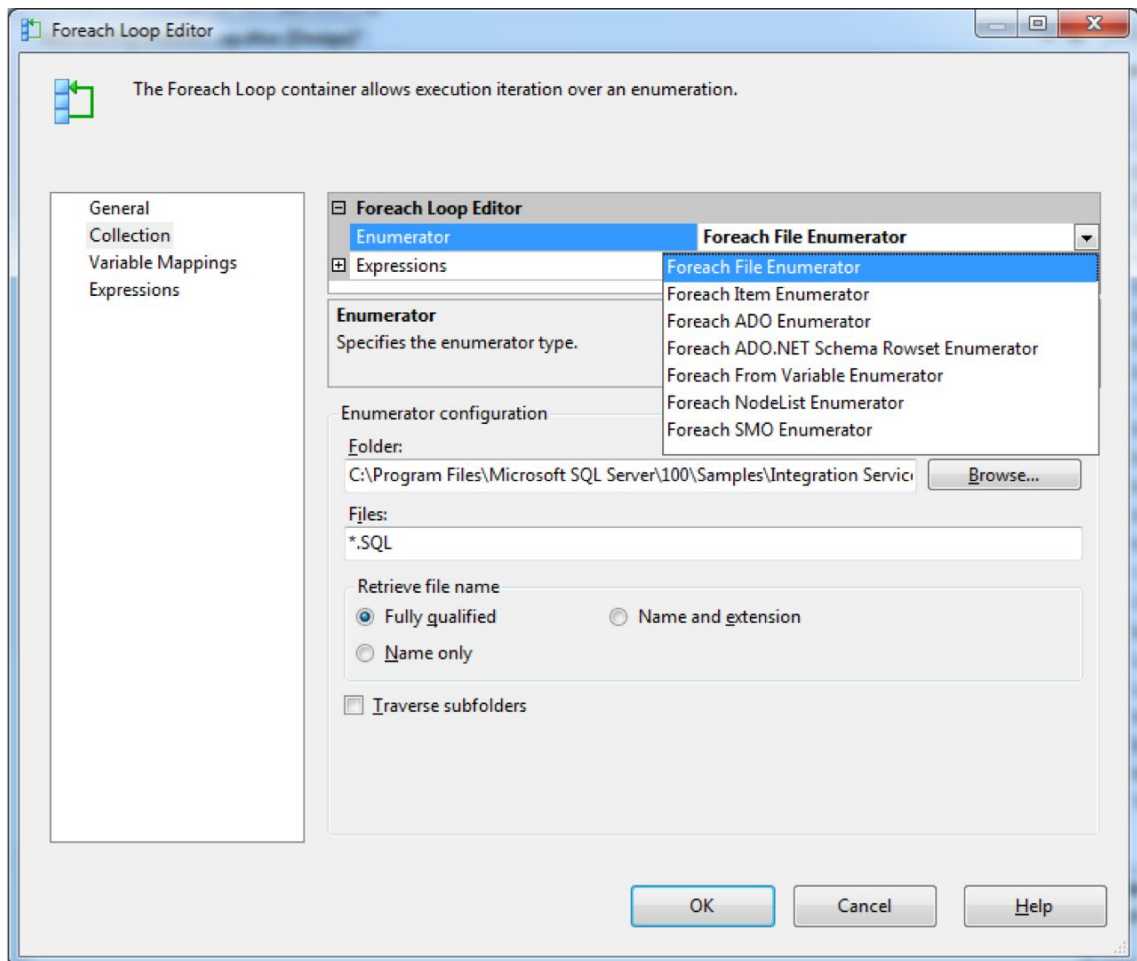 Foreach Loop Editor
The Foreach Loop container allows execution iteration over an enumeration.
General
Collection
Variable Mappings
Expressions
Foreach Loop Editor
Enumerator Foreach File Enumerator
Expressions
Foreach File Enumerator
Foreach Item Enumerator
Foreach ADO Enumerator
Foreach ADO.NET Schema Rowset Enumerator
Foreach From Variable Enumerator
Foreach NodeList Enumerator
Foreach SMO Enumerator
Enumerator
Specifies the enumerator type.
Enumerator configuration
Folder:
C:\Program Files\Microsoft SQL Server\100\Samples\Integration Servic Browse...
Files:
*.SQL
Retrieve file name
Fully qualified Name and extension
Name only
Traverse subfolders
OK Cancel Help